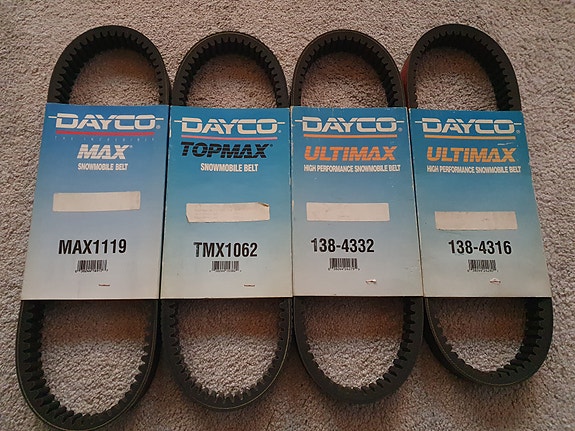 DAYCO
MAX
SNOWMOBILE BELT
MAX1119
DAYCO
TOPMAX
SNOWMOBILE BELT
TMX1062
DAYCO
ULTIMAX
HIGH PERFORMANCE SNOWMOBILE BELT
138-4332
DAYCO
ULTIMAX
HIGH PERFORMANCE SNOWMOBILE BELT
138-4316